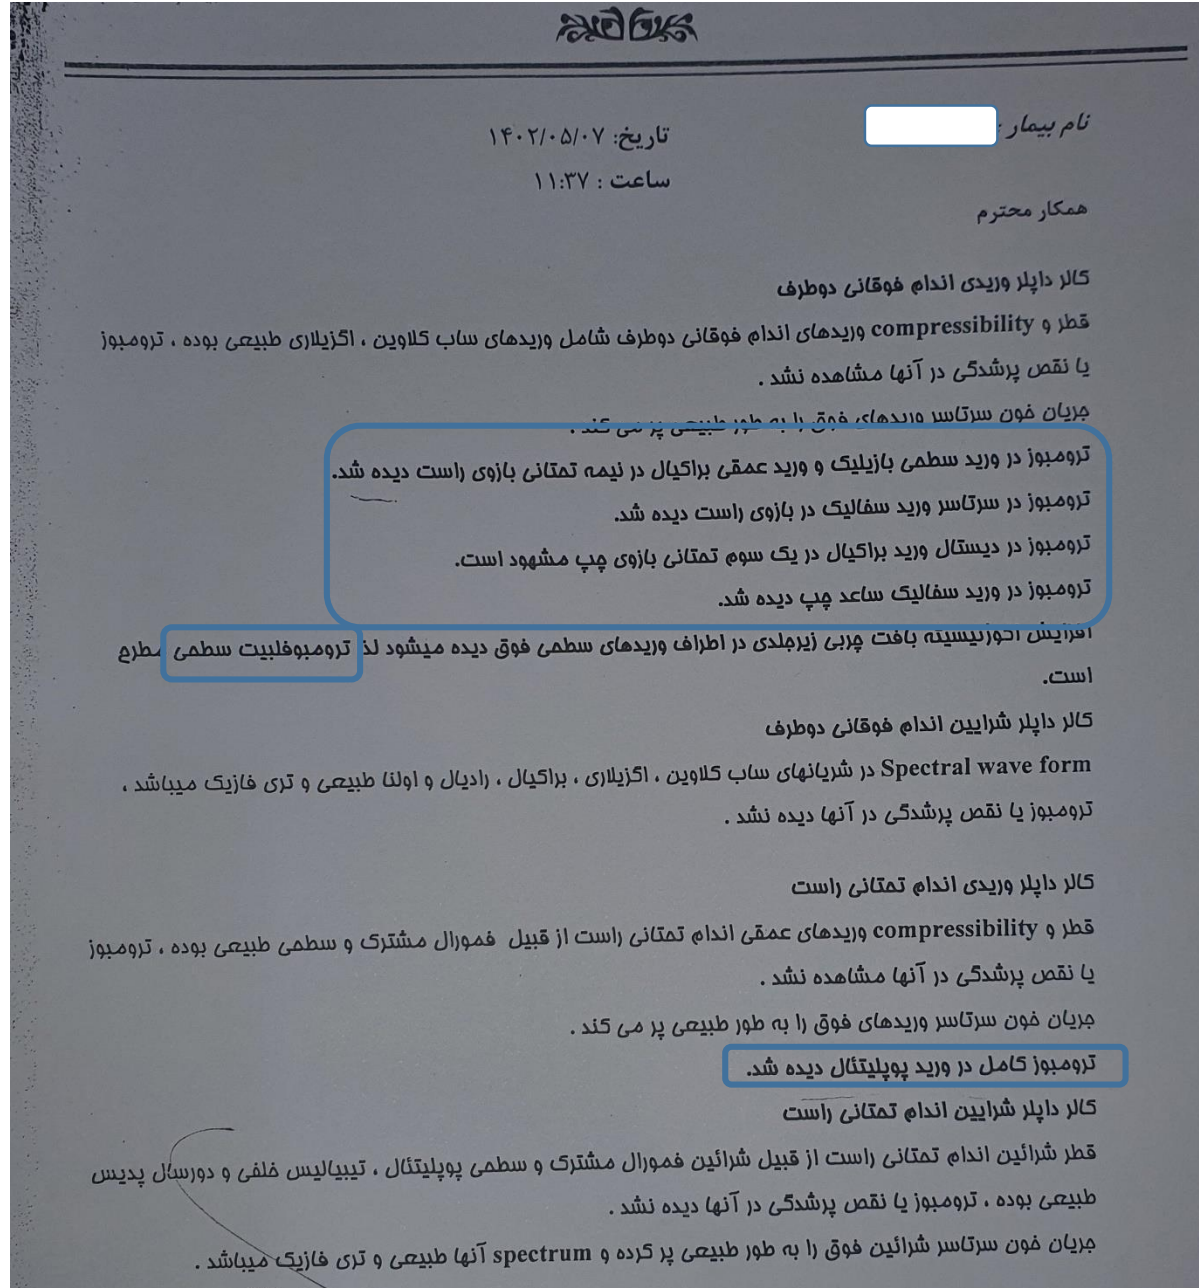 نام بیمار :
تاریخ: ۱۴۰۲/۰۵/۰۷
ساعت : ۱۱:۳۷
همکار محترم
کالر داپلر وریدی اندام فوقانی دوطرف
قطر و compressibility وریدهای اندام فوقانی دوطرف شامل وریدهای ساب کلاوین ، اگزیلاری طبیعی بوده ، ترومبوز
یا نقص پرشدگی در آنها مشاهده نشد .
جریان خون سرتاسر وریدهای فوق را به طور طبیعی پر می کند .
ترومبوز در ورید سطحی بازیلیک و ورید عمقی براکیال در نیمه تحتانی بازوی راست دیده شد.
ترومبوز در سرتاسر ورید سفالیک در بازوی راست دیده شد.
ترومبوز در دیستال ورید براکیال در یک سوم تحتانی بازوی چپ مشهود است.
ترومبوز در ورید سفالیک ساعد چپ دیده شد.
افزایش اکوژنیسیته بافت چربی زیرجلدی در اطراف وریدهای سطحی فوق دیده میشود لذ ترومبوفلبیت سطحی مطرح
است.
کالر داپلر شرایین اندام فوقانی دوطرف
Spectral wave form در شریانهای ساب کلاوین ، اگزیلاری ، براکیال ، رادیال و اولنا طبیعی و تری فازیک میباشد ،
ترومبوز یا نقص پرشدگی در آنها دیده نشد .
کالر داپلر وریدی اندام تحتانی راست
قطر و compressibility وریدهای عمقی اندام تحتانی راست از قبیل فمورال مشترک و سطحی طبیعی بوده ، ترومبوز
یا نقص پرشدگی در آنها مشاهده نشد .
جریان خون سرتاسر وریدهای فوق را به طور طبیعی پر می کند .
ترومبوز کامل در ورید پوپلیتئال دیده شد.
کالر داپلر شرایین اندام تحتانی راست
قطر شرائین اندام تحتانی راست از قبیل شرائین فمورال مشترک و سطحی پوپلیتئال ، تیبیالیس خلفی و دورسال پدیس
طبیعی بوده ، ترومبوز یا نقص پرشدگی در آنها دیده نشد .
جریان خون سرتاسر شرائین فوق را به طور طبیعی پر کرده و spectrum آنها طبیعی و تری فازیک میباشد .